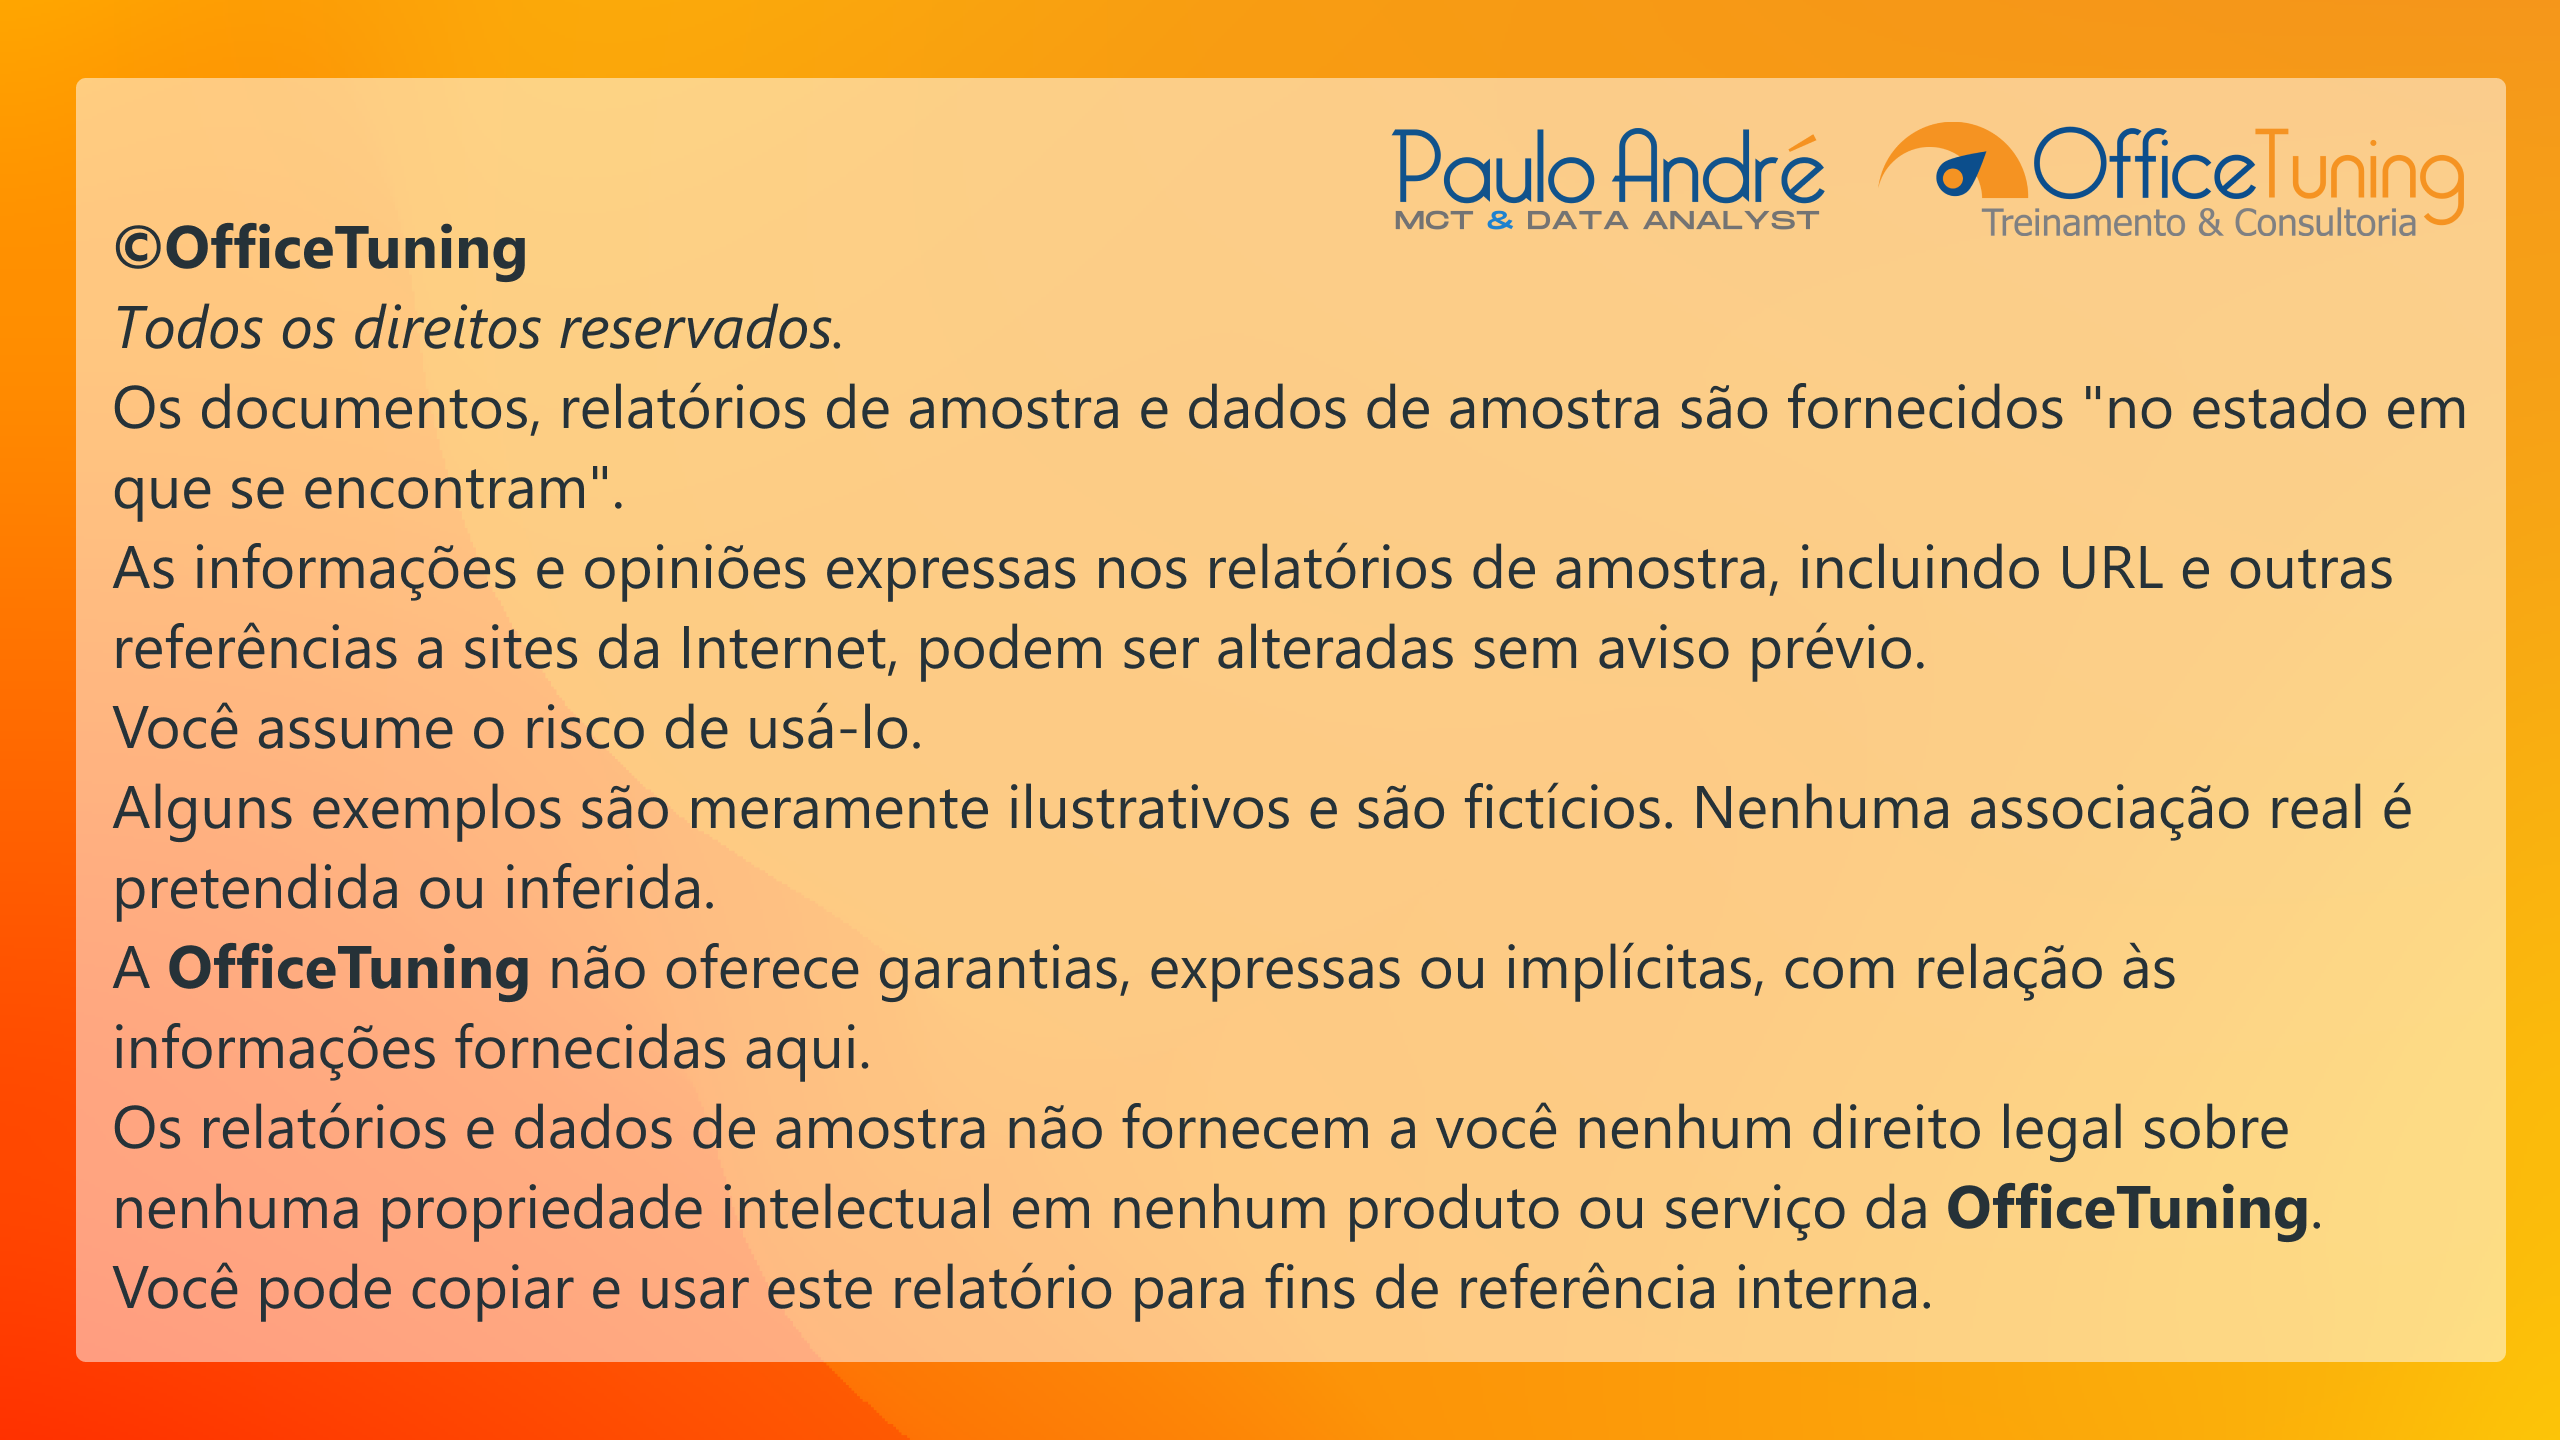 Paulo André
MCT & DATA ANALYST
OfficeTuning
Treinamento & Consultoria
©OfficeTuning
Todos os direitos reservados.
Os documentos, relatórios de amostra e dados de amostra são fornecidos "no estado em
que se encontram".
As informações e opiniões expressas nos relatórios de amostra, incluindo URL e outras
referências a sites da Internet, podem ser alteradas sem aviso prévio.
Você assume o risco de usá-lo.
Alguns exemplos são meramente ilustrativos e são fictícios. Nenhuma associação real é
pretendida ou inferida.
A OfficeTuning não oferece garantias, expressas ou implícitas, com relação às
informações fornecidas aqui.
Os relatórios e dados de amostra não fornecem a você nenhum direito legal sobre
nenhuma propriedade intelectual em nenhum produto ou serviço da OfficeTuning.
Você pode copiar e usar este relatório para fins de referência interna.